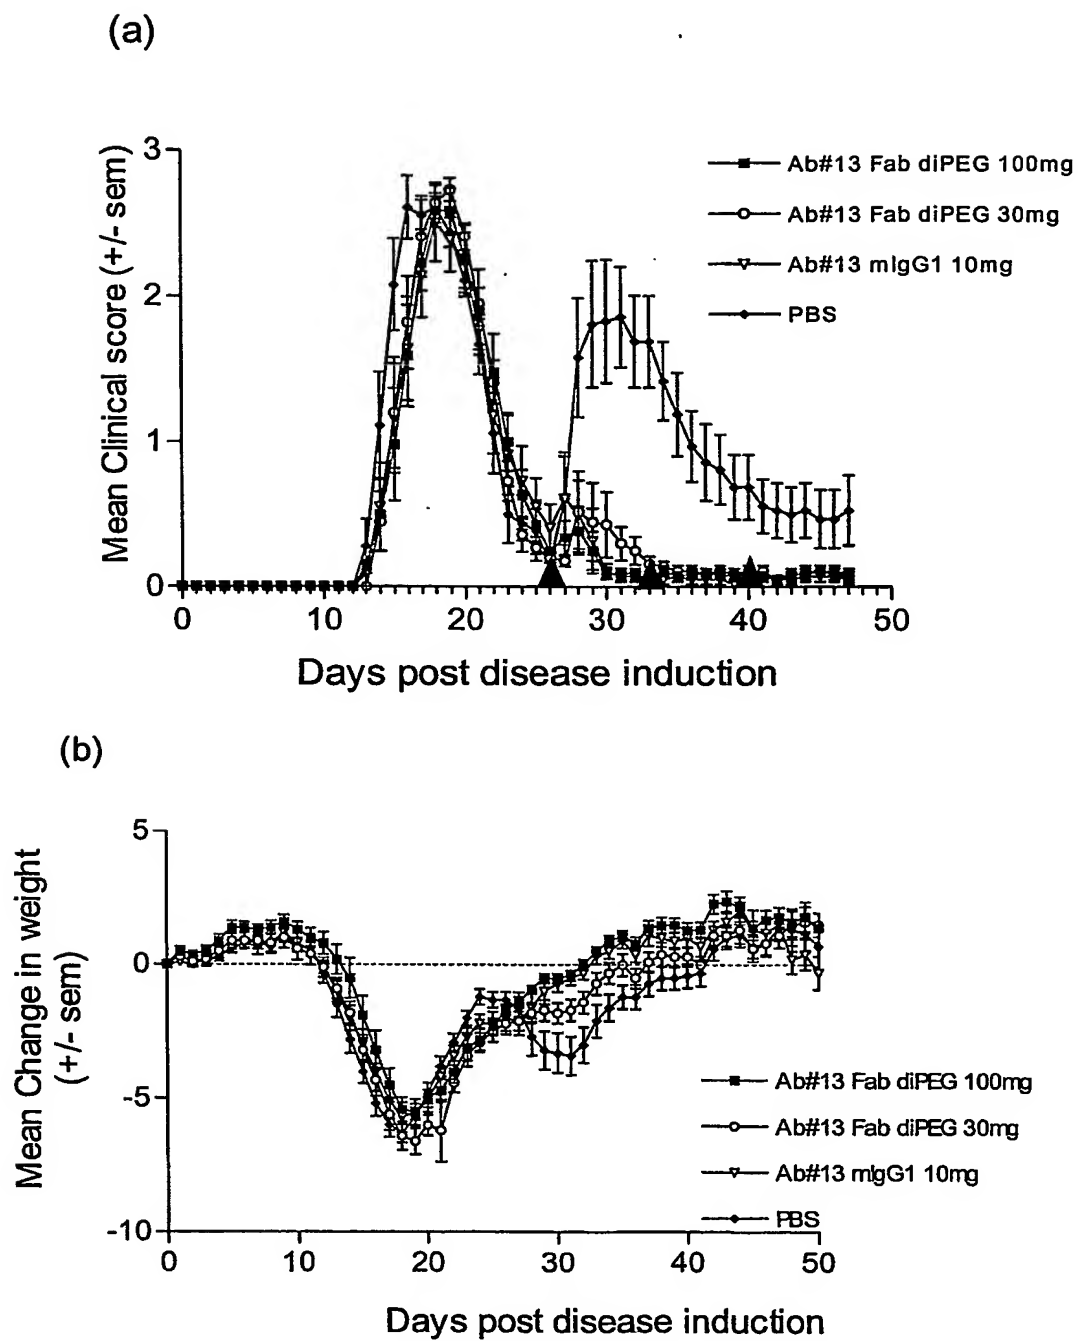 (a)
Mean Clinical score (+/- sem)
3
2
1
0
0 10 20 30 40 50
Days post disease induction
Ab#13 Fab diPEG 100mg
Ab#13 Fab diPEG 30mg
Ab#13 mIgG1 10mg
PBS
(b)
Mean Change in weight
(+/- sem)
5
0
-5
-10
0 10 20 30 40 50
Days post disease induction
Ab#13 Fab diPEG 100mg
Ab#13 Fab diPEG 30mg
Ab#13 mIgG1 10mg
PBS